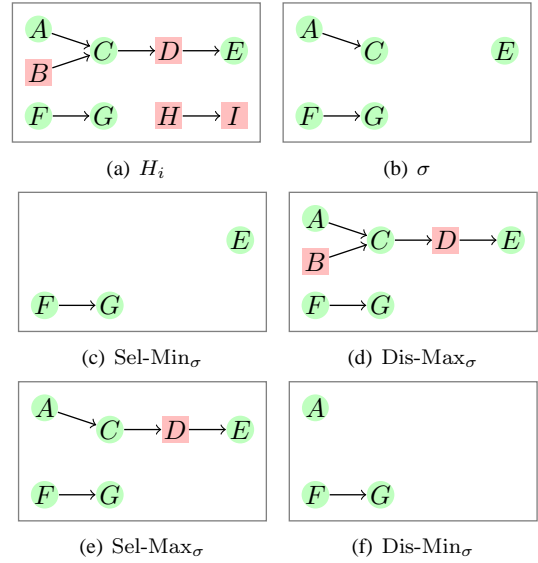 A
C D E
B
F G H I
(a) H_i
A
C E
F G
(b) σ
E
F G
(c) Sel-Min_σ
A
C D E
B
F G
(d) Dis-Max_σ
A
C D E
F G
(e) Sel-Max_σ
A
F G
(f) Dis-Min_σ